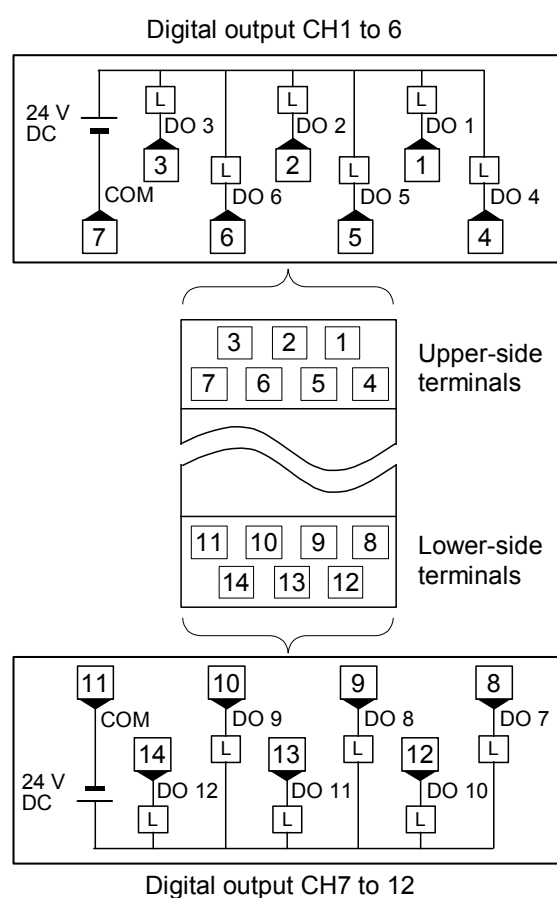 Digital output CH1 to 6
24 V
DC
L
DO 3
L
DO 2
L
DO 1
3
2
1
COM
L
DO 6
L
DO 5
L
DO 4
7
6
5
4
3 2 1
7 6 5 4
Upper-side
terminals
11 10 9 8
14 13 12
Lower-side
terminals
11
10
9
8
COM
DO 9
DO 8
DO 7
L
L
L
14
13
12
24 V
DC
DO 12
DO 11
DO 10
L
L
L
Digital output CH7 to 12